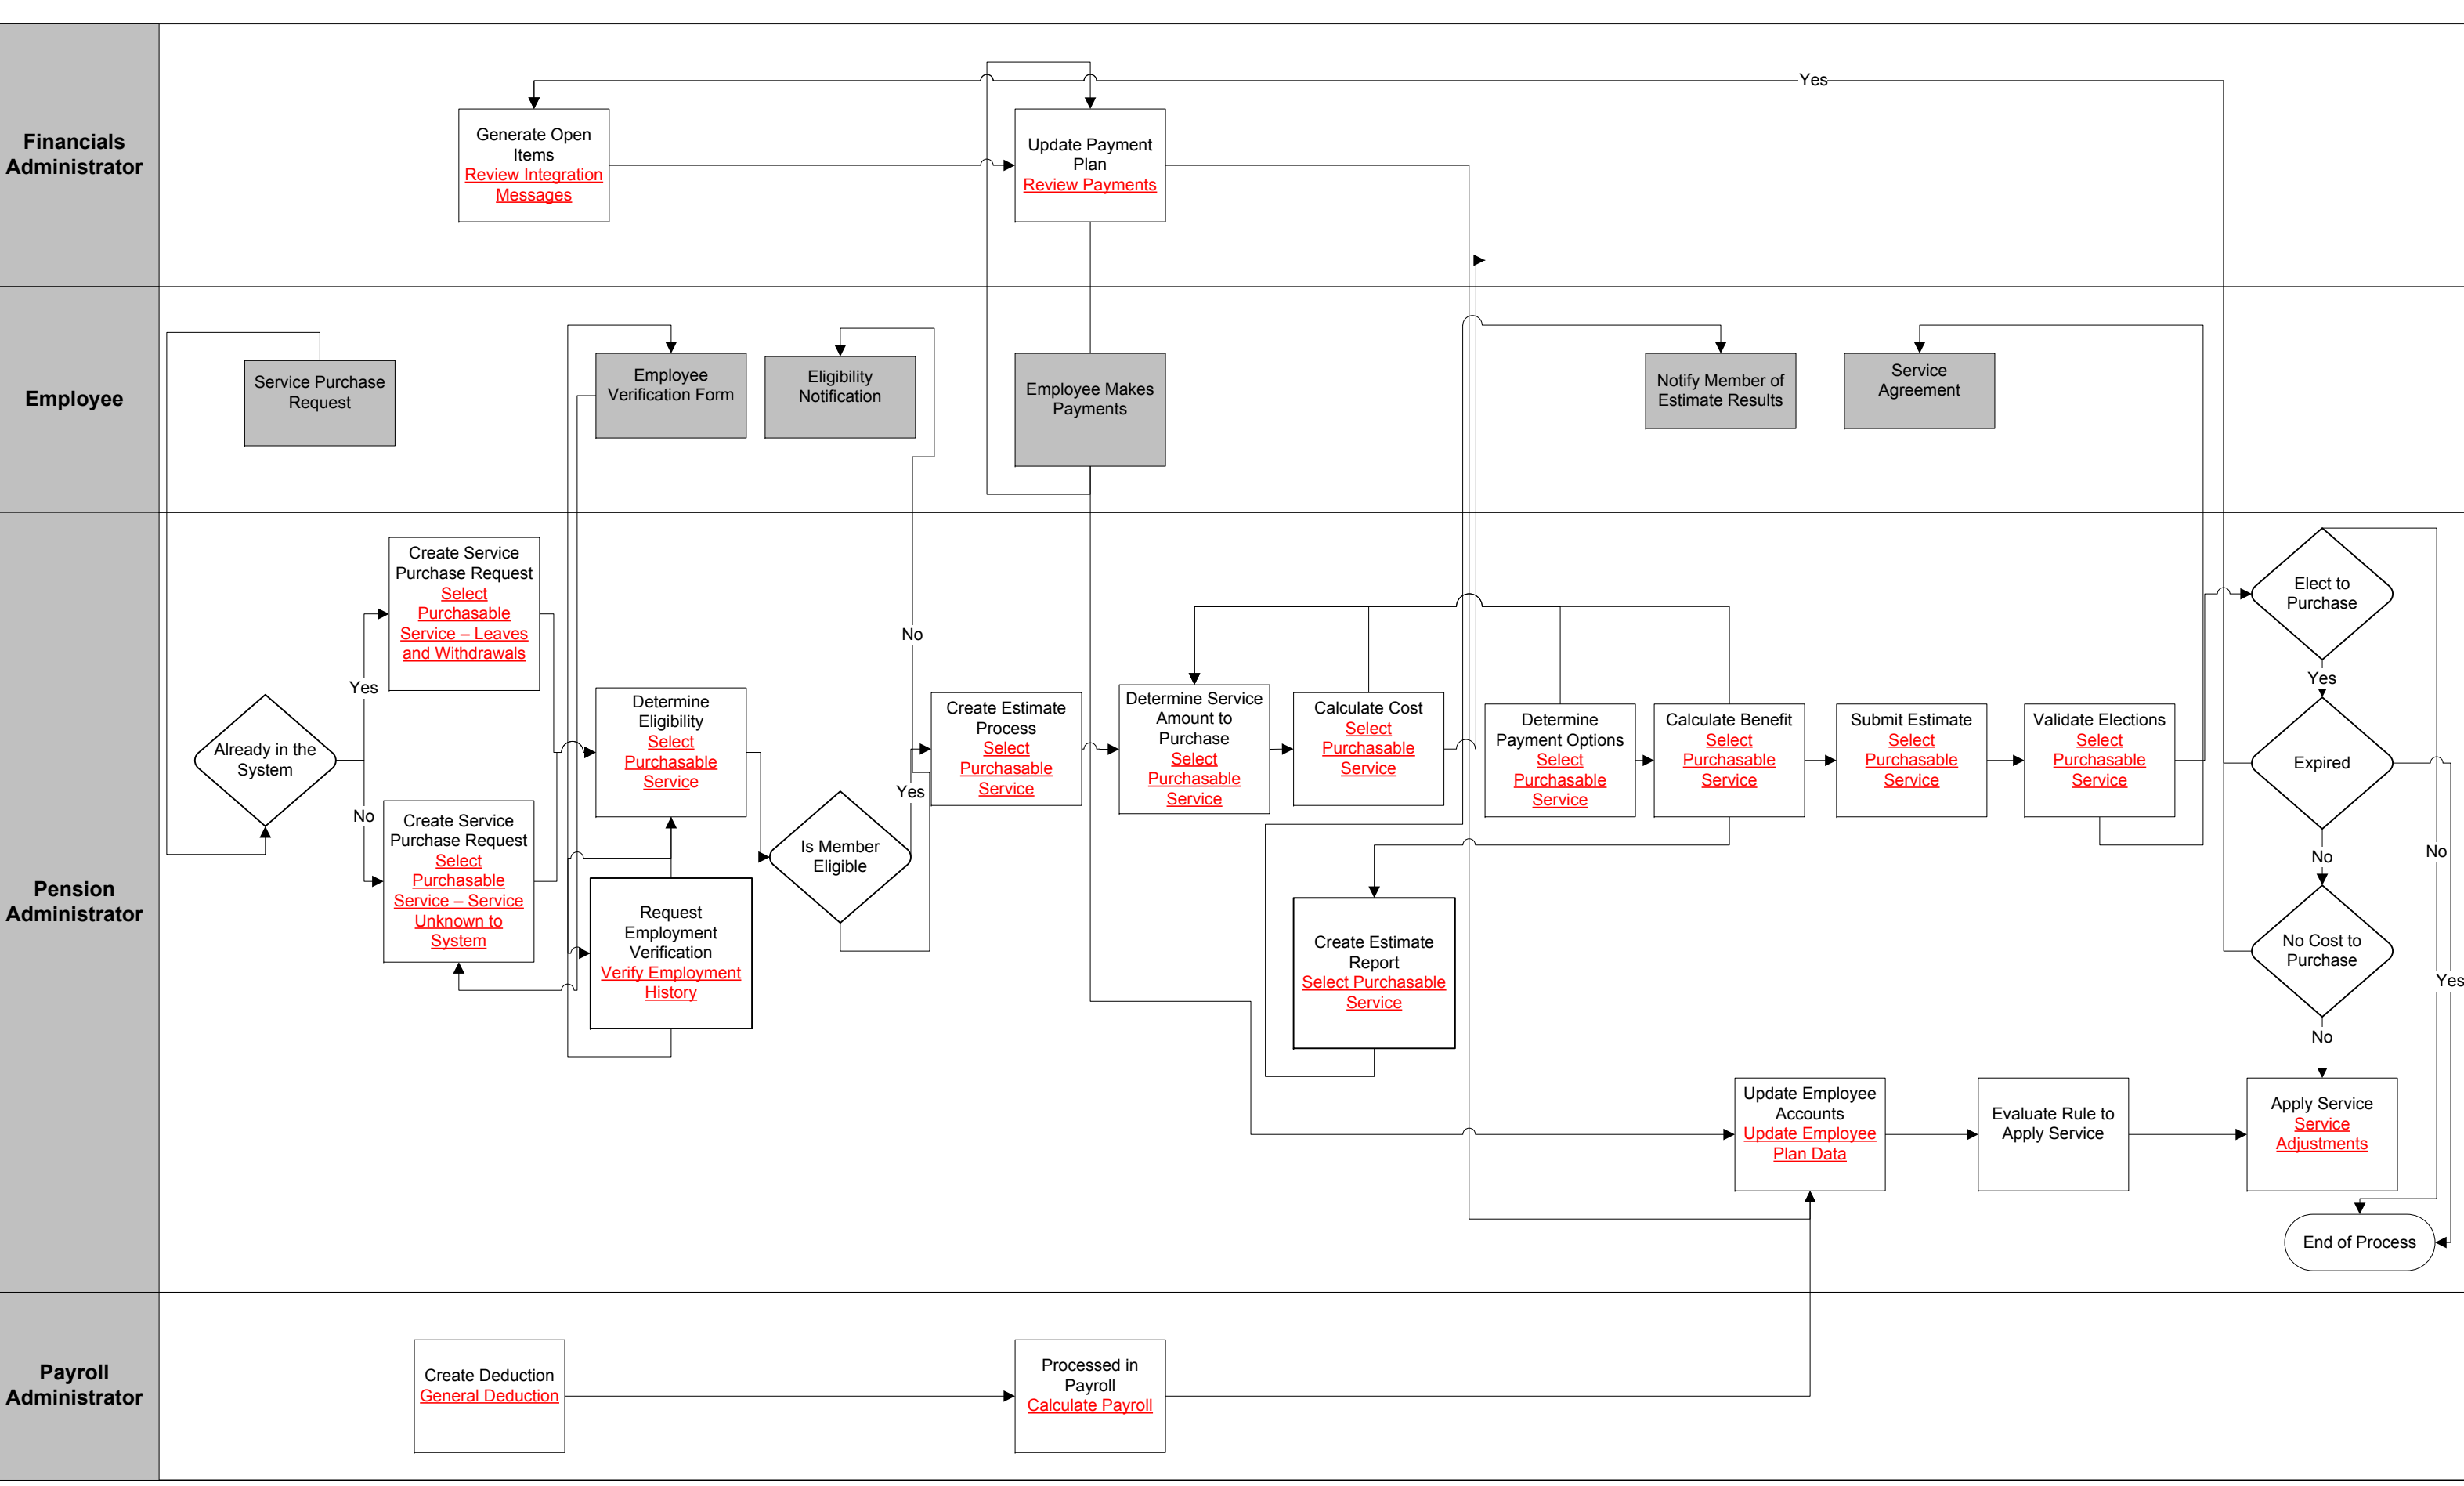 Financials
Administrator
Yes
Generate Open
Items
Review Integration
Messages
Update Payment
Plan
Review Payments
Employee
Service Purchase
Request
Employee
Verification Form
Eligibility
Notification
Employee Makes
Payments
Notify Member of
Estimate Results
Service
Agreement
Pension
Administrator
Already in the
System
Yes
No
Create Service
Purchase Request
Select
Purchasable
Service – Leaves
and Withdrawals
Create Service
Purchase Request
Select
Purchasable
Service – Service
Unknown to
System
Determine
Eligibility
Select
Purchasable
Service
Request
Employment
Verification
Verify Employment
History
Is Member
Eligible
No
Yes
Create Estimate
Process
Select
Purchasable
Service
Determine Service
Amount to
Purchase
Select
Purchasable
Service
Calculate Cost
Select
Purchasable
Service
Create Estimate
Report
Select Purchasable
Service
Determine
Payment Options
Select
Purchasable
Service
Calculate Benefit
Select
Purchasable
Service
Submit Estimate
Select
Purchasable
Service
Validate Elections
Select
Purchasable
Service
Elect to
Purchase
Yes
Expired
No
No
No Cost to
Purchase
Yes
No
Update Employee
Accounts
Update Employee
Plan Data
Evaluate Rule to
Apply Service
Apply Service
Service
Adjustments
End of Process
Payroll
Administrator
Create Deduction
General Deduction
Processed in
Payroll
Calculate Payroll